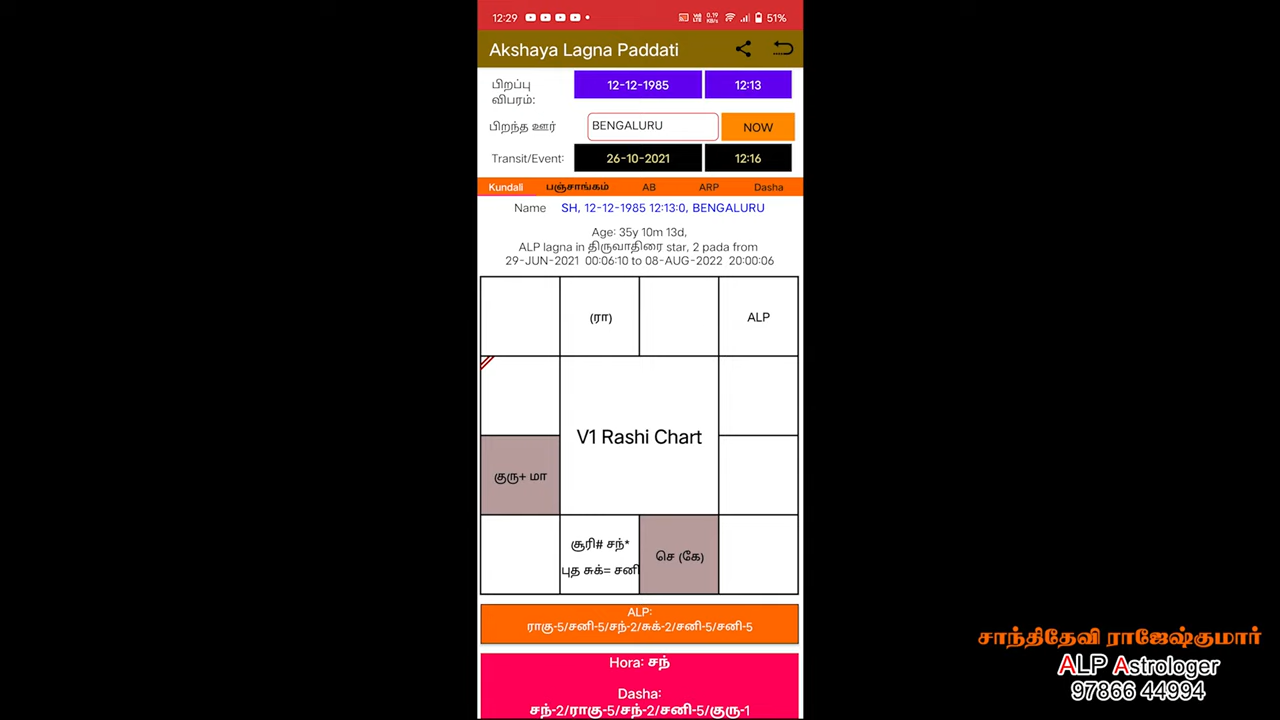 12:29 0.19 KB/s 51%
Akshaya Lagna Paddati
பிறப்பு
விபரம்:
12-12-1985 12:13
பிறந்த ஊர் BENGALURU NOW
Transit/Event: 26-10-2021 12:16
Kundali பஞ்சாங்கம் AB ARP Dasha
Name SH, 12-12-1985 12:13:0, BENGALURU
Age: 35y 10m 13d,
ALP lagna in திருவாதிரை star, 2 pada from
29-JUN-2021 00:06:10 to 08-AUG-2022 20:00:06
(ரா) ALP
V1 Rashi Chart
குரு+ மா
சூரி# சந்*
புத சுக்= சனி
செ (கே)
ALP:
ராகு-5/சனி-5/சந்-2/சுக்-2/சனி-5/சனி-5
Hora: சந்
Dasha:
சந்-2/ராகு-5/சந்-2/சனி-5/குரு-1
சாந்திதேவி ராஜேஷ்குமார்
ALP Astrologer
97866 44994